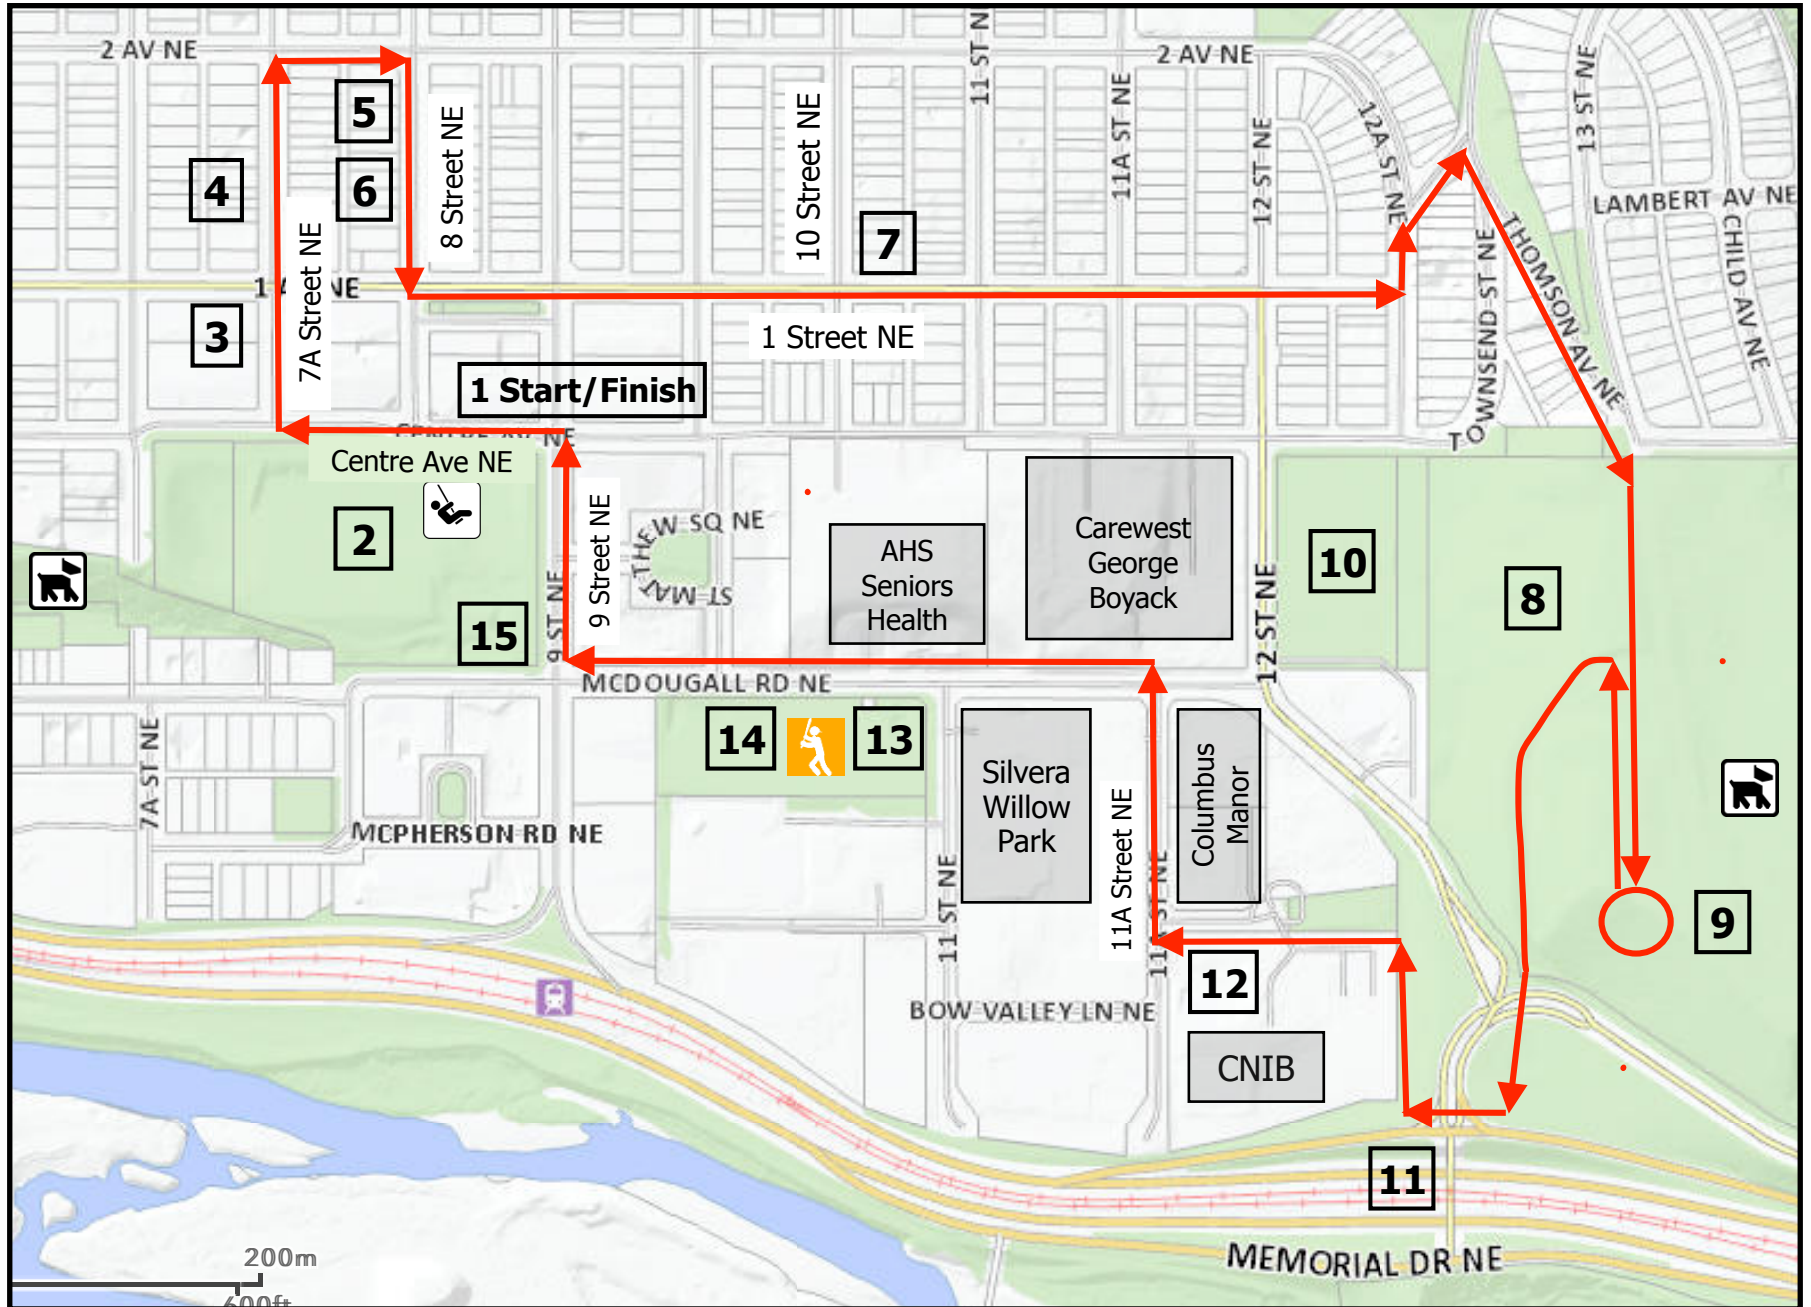 2 AV NE
11 ST N
2 AV NE
13 ST NE
5
8 Street NE
10 Street NE
11A ST NE
12 ST NE
12A ST NE
4
6
LAMBERT AV NE
7
7A Street NE
TOWNSEND ST NE
THOMSON AV NE
CHILD AV NE
1 A NE
3
1 Street NE
1 Start/Finish
CENTRE AV NE
Centre Ave NE
2
9 Street NE
ST MATTHEW SQ NE
AHS
Seniors
Health
Carewest
George
Boyack
10
8
9 ST NE
12 ST NE
15
MCDOUGALL RD NE
14
13
7A ST NE
Silvera
Willow
Park
Columbus
Manor
11A Street NE
MCPHERSON RD NE
11 ST NE
11A ST NE
9
12
BOW VALLEY LN NE
CNIB
11
MEMORIAL DR NE
200m
600ft